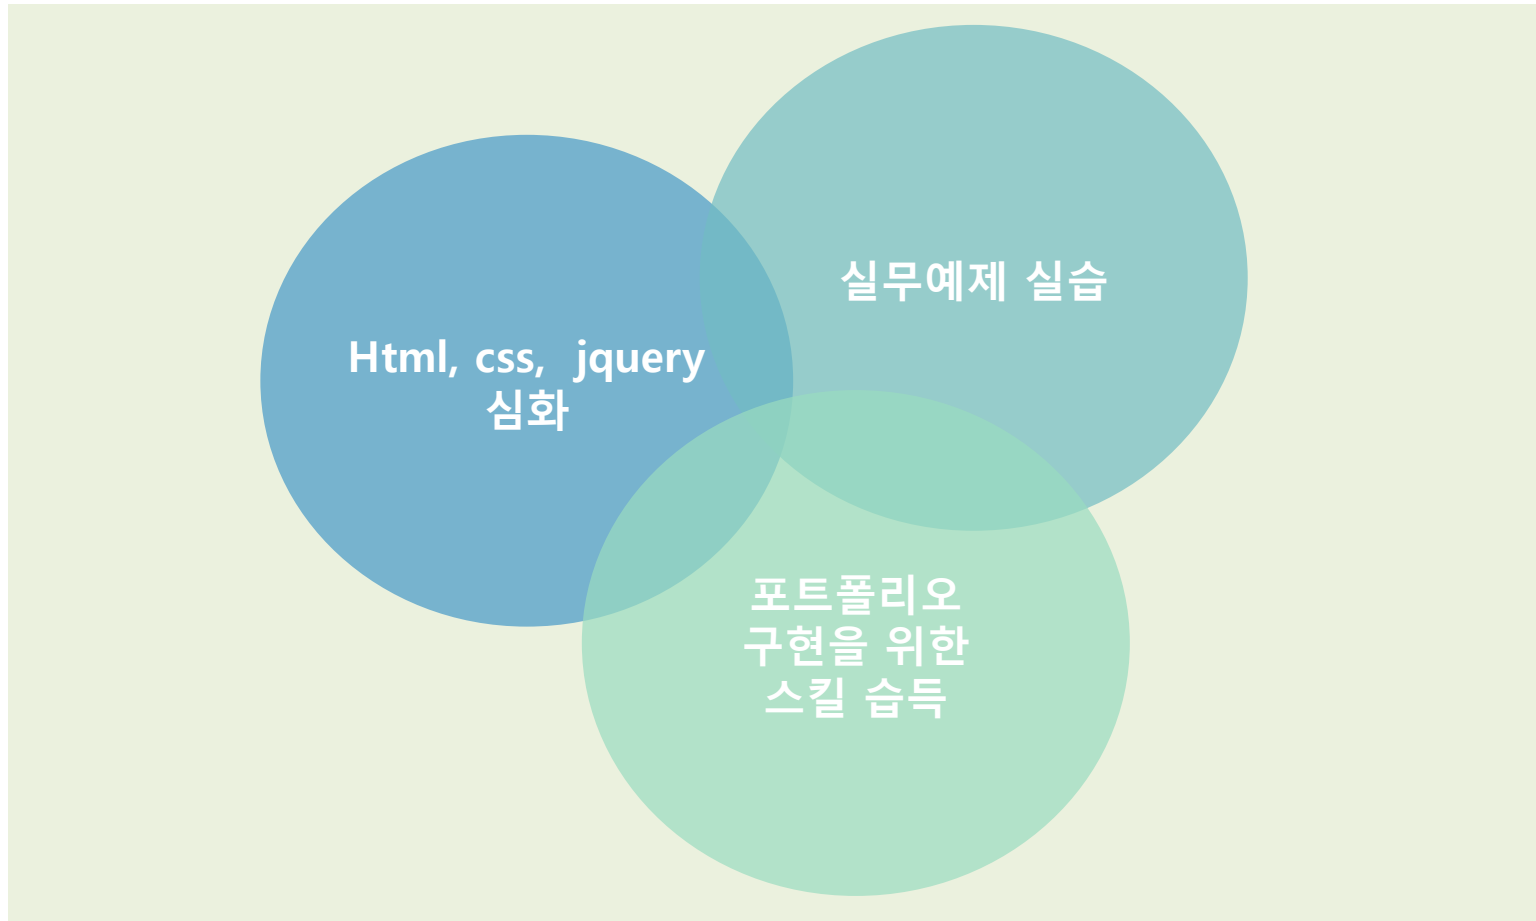 Html, css,  jquery
심화
실무예제 실습
포트폴리오
구현을 위한
스킬 습득